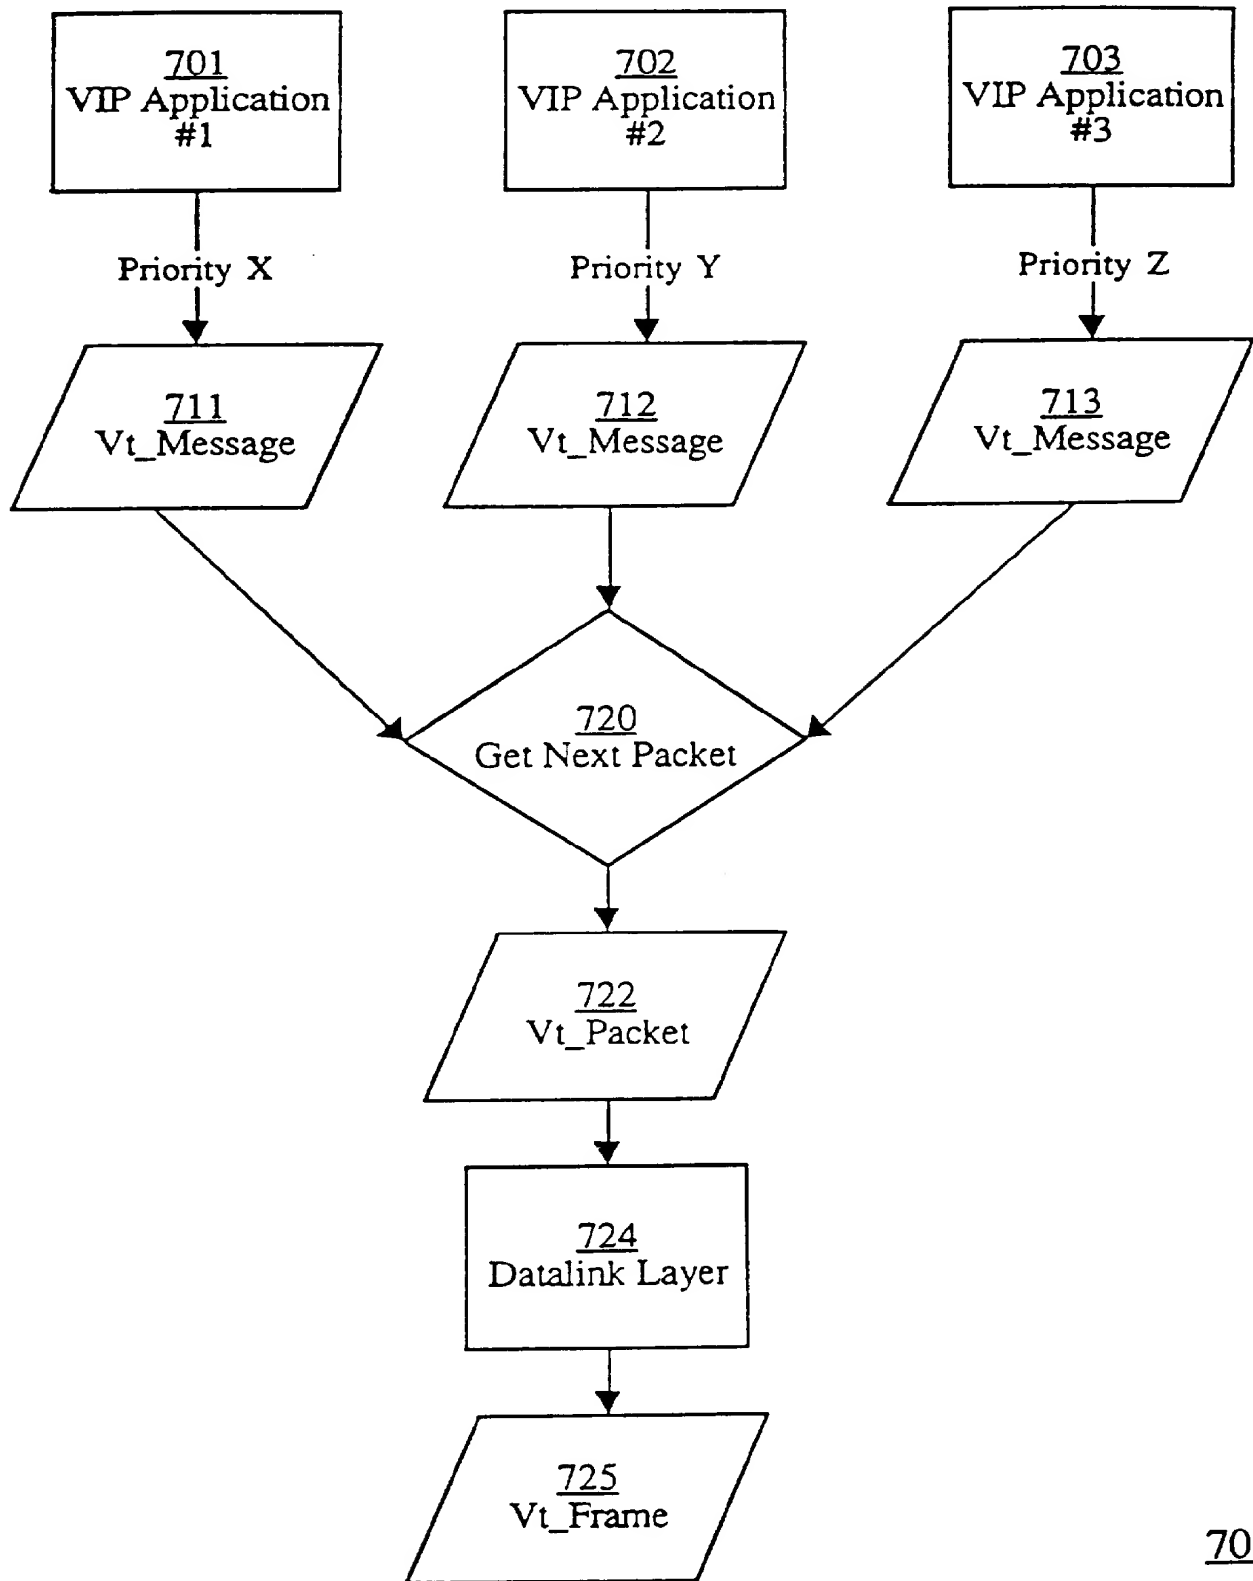 701
VIP Application
#1
702
VIP Application
#2
703
VIP Application
#3
Priority X
Priority Y
Priority Z
711
Vt_Message
712
Vt_Message
713
Vt_Message
720
Get Next Packet
722
Vt_Packet
724
Datalink Layer
725
Vt_Frame
70